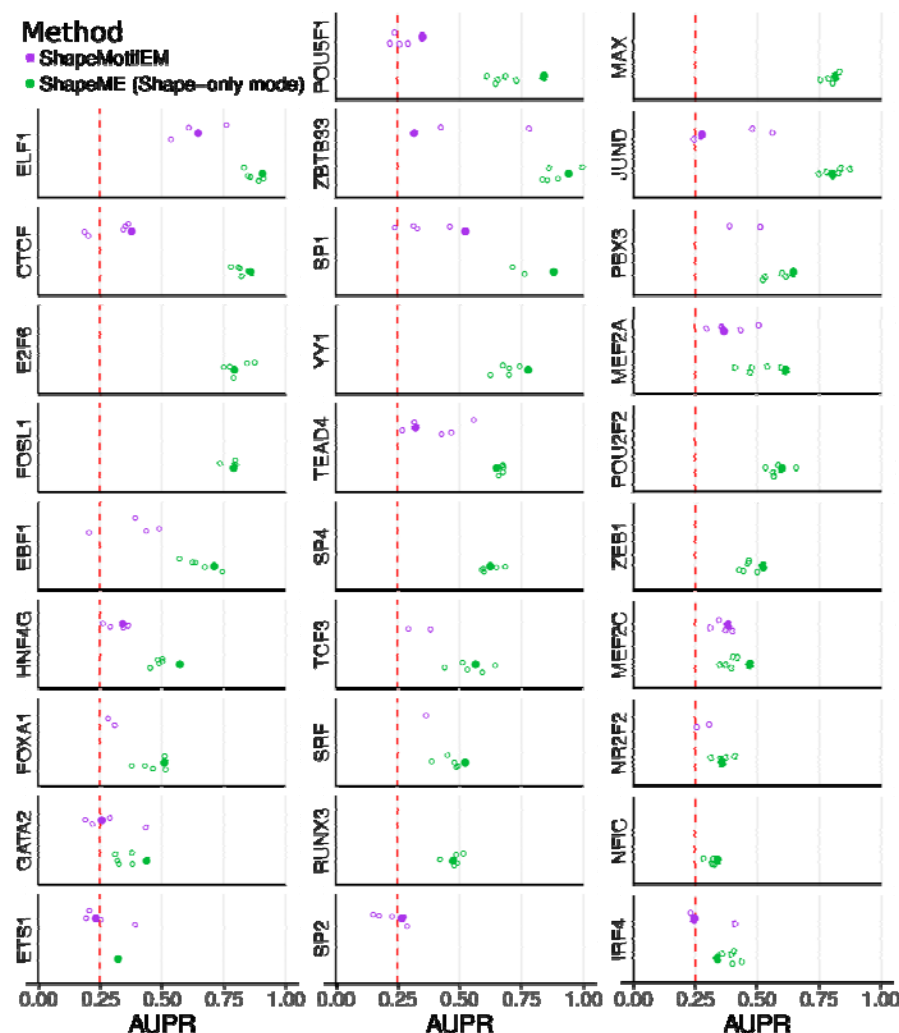 Method
ShapeMotifEM
ShapeME (Shape-only mode)
POU5F1
MAX
ELF1
ZBTB33
JUND
CTCF
SP1
PBX3
E2F6
YY1
MEF2A
FOSL1
TEAD4
POU2F2
EBF1
SP4
ZEB1
HNF4G
TCF3
MEF2C
FOXA1
SRF
NR2F2
GATA2
RUNX3
NFIC
ETS1
SP2
IRF4
0.00 0.25 0.50 0.75 1.00 0.00 0.25 0.50 0.75 1.00 0.00 0.25 0.50 0.75 1.00
AUPR AUPR AUPR